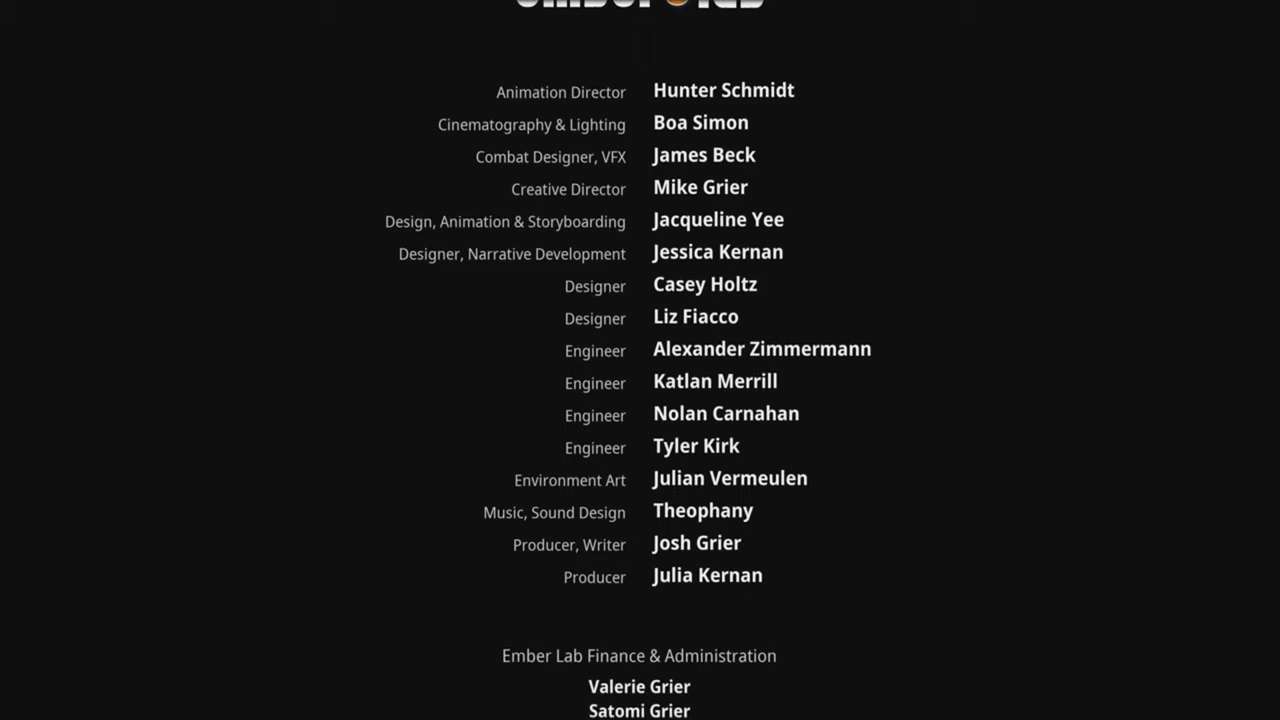 Animation Director Hunter Schmidt
Cinematography & Lighting Boa Simon
Combat Designer, VFX James Beck
Creative Director Mike Grier
Design, Animation & Storyboarding Jacqueline Yee
Designer, Narrative Development Jessica Kernan
Designer Casey Holtz
Designer Liz Fiacco
Engineer Alexander Zimmermann
Engineer Katlan Merrill
Engineer Nolan Carnahan
Engineer Tyler Kirk
Environment Art Julian Vermeulen
Music, Sound Design Theophany
Producer, Writer Josh Grier
Producer Julia Kernan
Ember Lab Finance & Administration
Valerie Grier
Satomi Grier